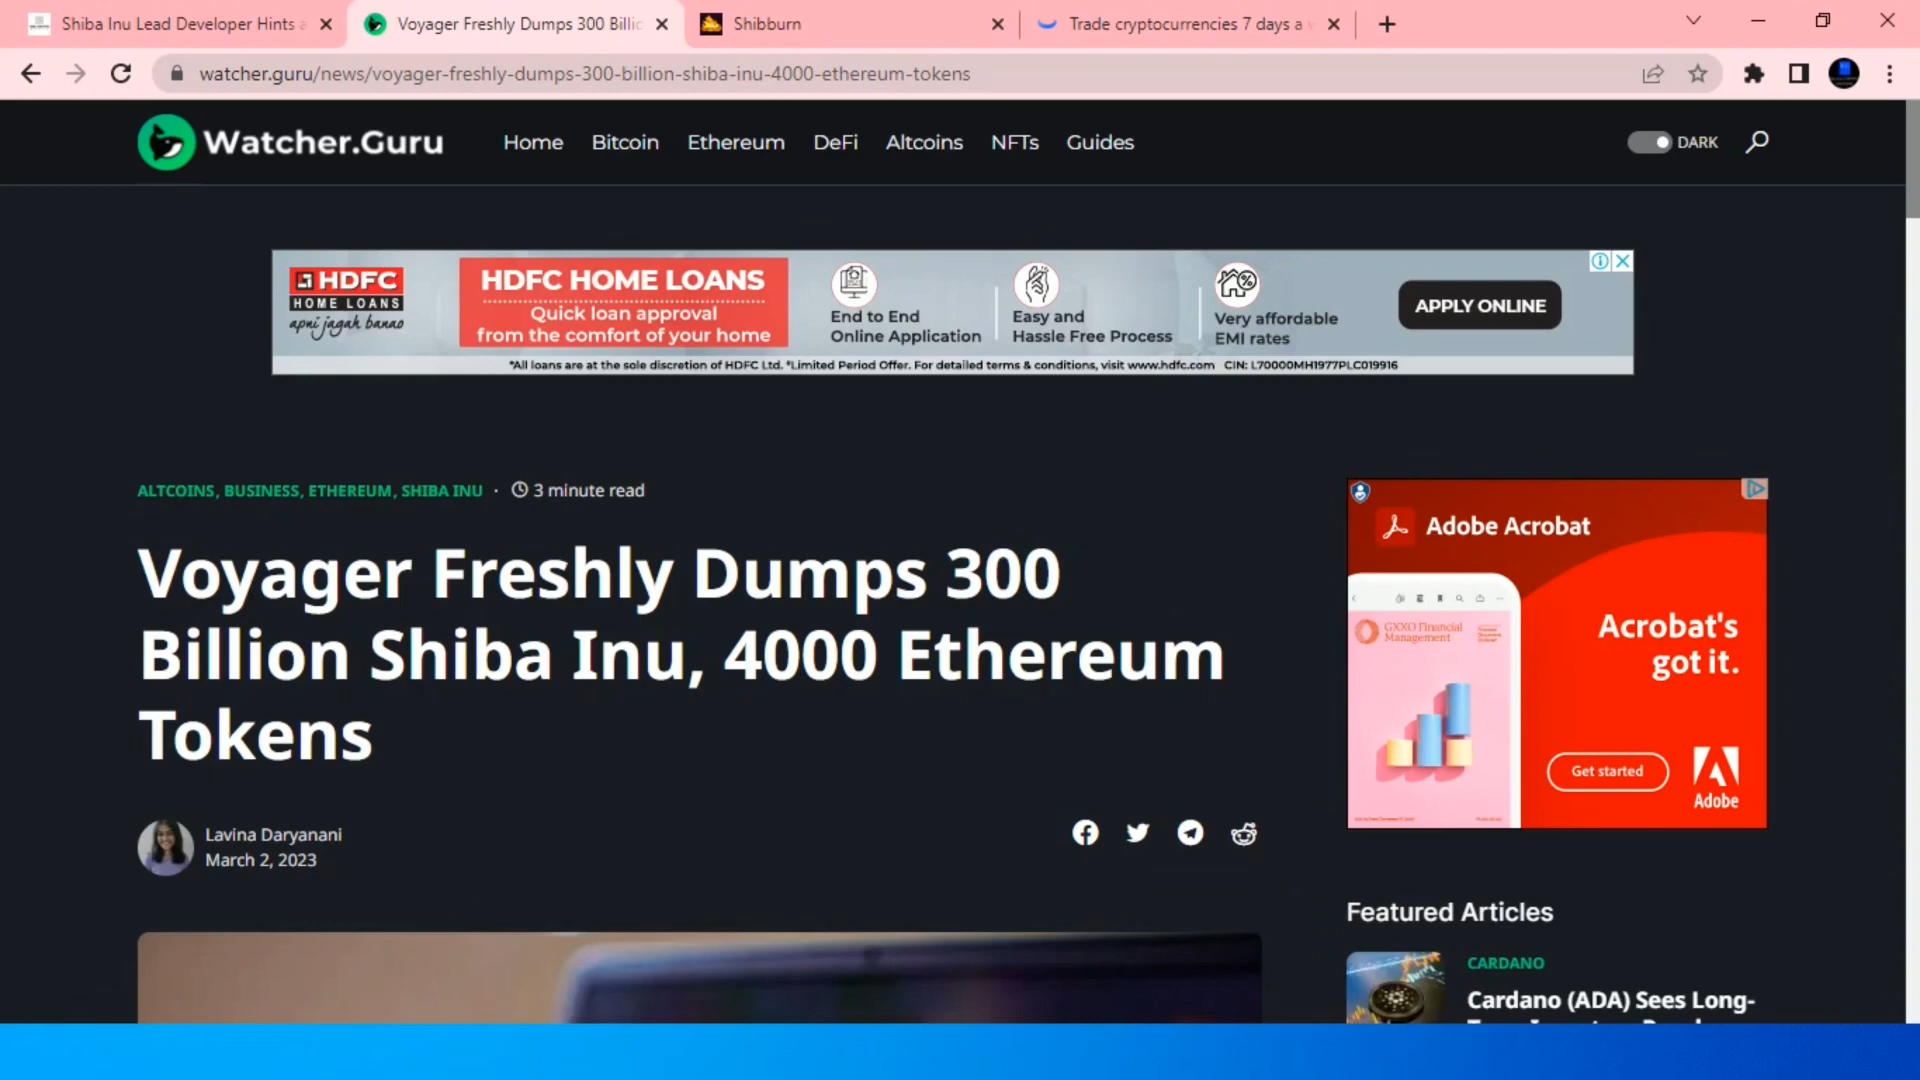 Shiba Inu Lead Developer Hints a
Voyager Freshly Dumps 300 Billio
Shibburn
Trade cryptocurrencies 7 days a w
watcher.guru/news/voyager-freshly-dumps-300-billion-shiba-inu-4000-ethereum-tokens
Watcher.Guru
Home
Bitcoin
Ethereum
DeFi
Altcoins
NFTs
Guides
DARK
HDFC
HOME LOANS
apni jagah banao
HDFC HOME LOANS
Quick loan approval
from the comfort of your home
End to End
Online Application
Easy and
Hassle Free Process
Very affordable
EMI rates
APPLY ONLINE
*All loans are at the sole discretion of HDFC Ltd. *Limited Period Offer. For detailed terms & conditions, visit www.hdfc.com CIN: L70000MH1977PLC019916
ALTCOINS, BUSINESS, ETHEREUM, SHIBA INU · 3 minute read
Voyager Freshly Dumps 300
Billion Shiba Inu, 4000 Ethereum
Tokens
Lavina Daryanani
March 2, 2023
Adobe Acrobat
GXXO Financial
Management
Acrobat's
got it.
Get started
Adobe
Featured Articles
CARDANO
Cardano (ADA) Sees Long-